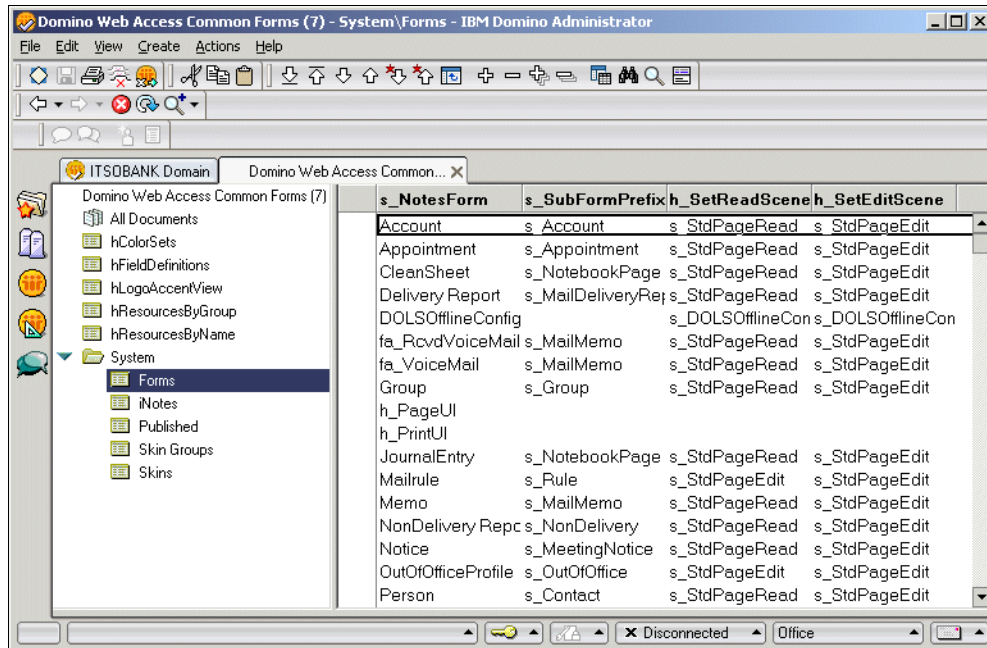 Domino Web Access Common Forms (7) - System\Forms - IBM Domino Administrator
File Edit View Create Actions Help
ITSOBANK Domain Domino Web Access Common...
Domino Web Access Common Forms (7)
All Documents
hColorSets
hFieldDefinitions
hLogoAccentView
hResourcesByGroup
hResourcesByName
System
Forms
iNotes
Published
Skin Groups
Skins
s_NotesForm s_SubFormPrefix h_SetReadScene h_SetEditScene
Account s_Account s_StdPageRead s_StdPageEdit
Appointment s_Appointment s_StdPageRead s_StdPageEdit
CleanSheet s_NotebookPage s_StdPageRead s_StdPageEdit
Delivery Report s_MailDeliveryRe s_StdPageRead s_StdPageEdit
DOLSOfflineConfig s_DOLSOfflineCon s_DOLSOfflineCon
fa_RcvdVoiceMail s_MailMemo s_StdPageRead s_StdPageEdit
fa_VoiceMail s_MailMemo s_StdPageRead s_StdPageEdit
Group s_Group s_StdPageRead s_StdPageEdit
h_PageUI
h_PrintUI
JournalEntry s_NotebookPage s_StdPageRead s_StdPageEdit
Mailrule s_Rule s_StdPageEdit s_StdPageEdit
Memo s_MailMemo s_StdPageRead s_StdPageEdit
NonDelivery Repc s_NonDelivery s_StdPageRead s_StdPageEdit
Notice s_MeetingNotice s_StdPageRead s_StdPageEdit
OutOfOfficeProfile s_OutOfOffice s_StdPageEdit s_StdPageEdit
Person s_Contact s_StdPageRead s_StdPageEdit
Disconnected Office